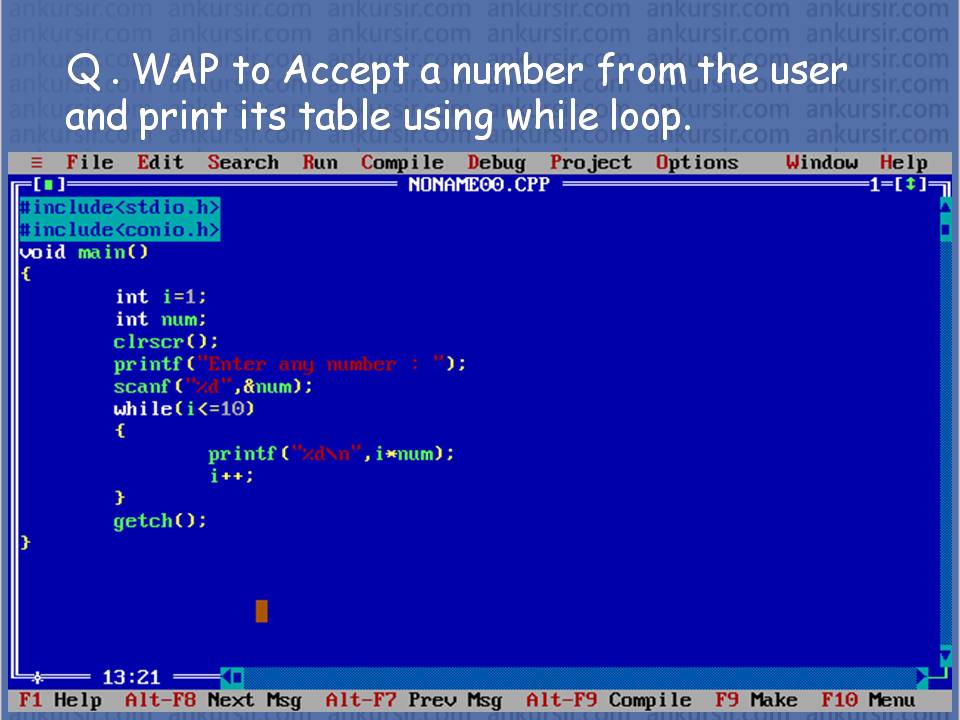 Q . WAP to Accept a number from the user
and print its table using while loop.
≡ File Edit Search Run Compile Debug Project Options Window Help
[■] NONAME00.CPP 1=[↕]
#include<stdio.h>
#include<conio.h>
void main()
{
int i=1;
int num;
clrscr();
printf("Enter any number : ");
scanf("%d",&num);
while(i<=10)
{
printf("%d\n",i*num);
i++;
}
getch();
}
13:21
F1 Help Alt-F8 Next Msg Alt-F7 Prev Msg Alt-F9 Compile F9 Make F10 Menu